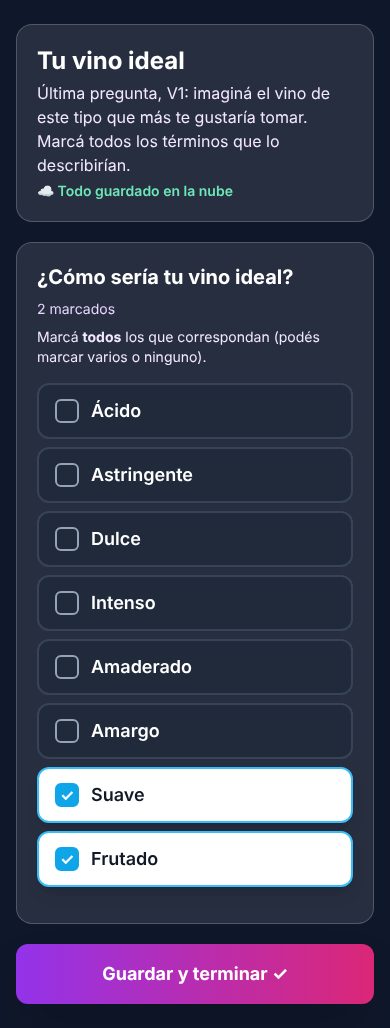 Tu vino ideal
Última pregunta, V1: imaginá el vino de
este tipo que más te gustaría tomar.
Marcá todos los términos que lo
describirían.
☁️ Todo guardado en la nube
¿Cómo sería tu vino ideal?
2 marcados
Marcá todos los que correspondan (podés
marcar varios o ninguno).
Ácido
Astringente
Dulce
Intenso
Amaderado
Amargo
Suave
Frutado
Guardar y terminar ✓